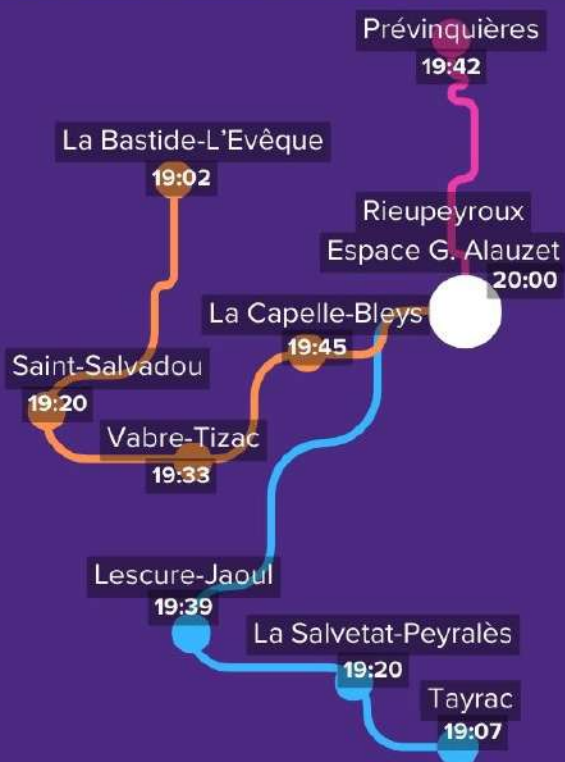 Prévinquières
19:42
La Bastide-L'Evêque
19:02
Rieupeyroux
Espace G. Alauzet
20:00
La Capelle-Bleys
19:45
Saint-Salvadou
19:20
Vabre-Tizac
19:33
Lescure-Jaoul
19:39
La Salvetat-Peyralès
19:20
Tayrac
19:07